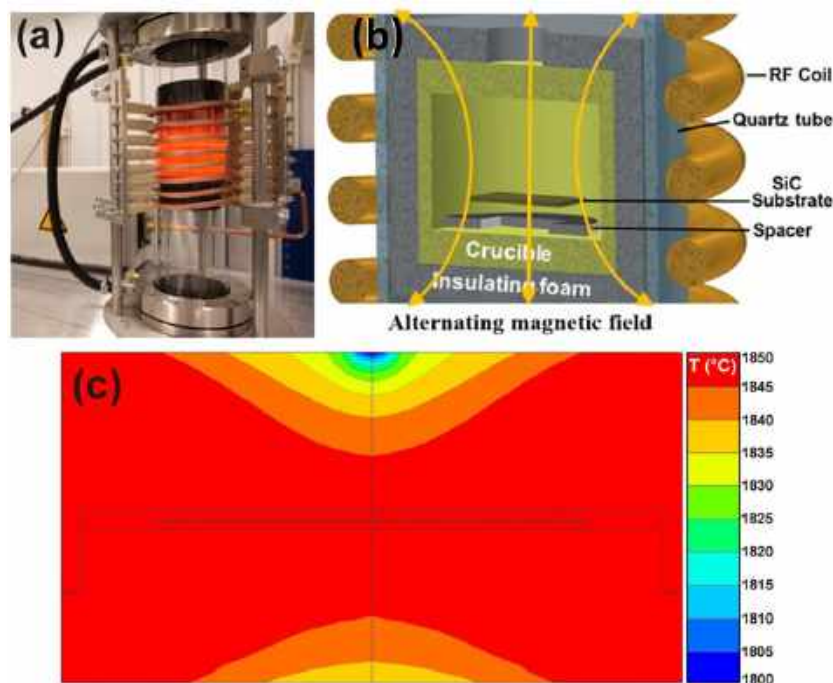 (a)
(b)
RF Coil
Quartz tube
SiC
Substrate
Spacer
Crucible
Insulating foam
Alternating magnetic field
(c)
T (°C)
1850
1845
1840
1835
1830
1825
1820
1815
1810
1805
1800